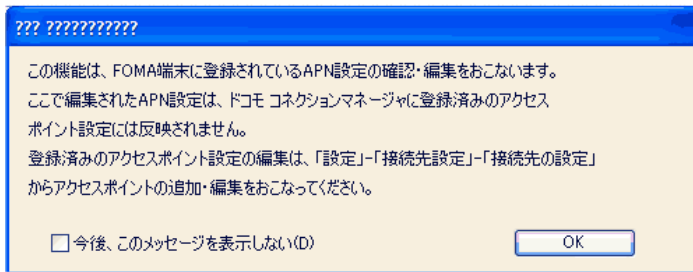 ??? ???????????
この機能は、FOMA端末に登録されているAPN設定の確認・編集をおこないます。
ここで編集されたAPN設定は、ドコモ コネクションマネージャに登録済みのアクセス
ポイント設定には反映されません。
登録済みのアクセスポイント設定の編集は、「設定」-「接続先設定」-「接続先の設定」
からアクセスポイントの追加・編集をおこなってください。
今後、このメッセージを表示しない(D)
OK